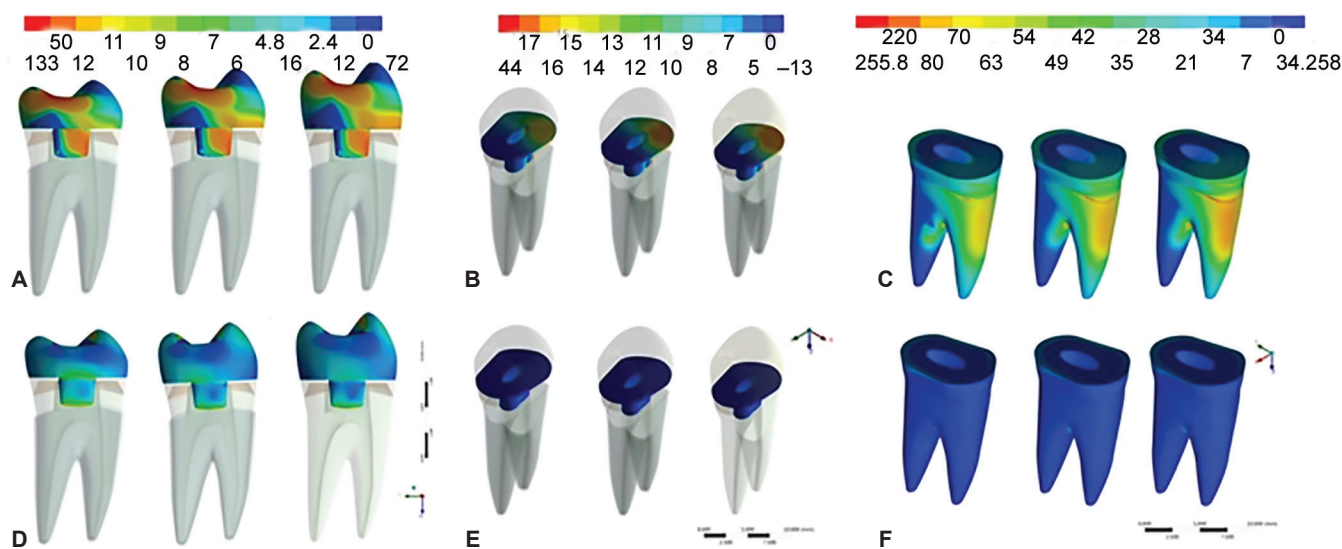 50 11 9 7 4.8 2.4 0
133 12 10 8 6 16 12 72
17 15 13 11 9 7 0
44 16 14 12 10 8 5 –13
220 70 54 42 28 34 0
255.8 80 63 49 35 21 7 34.258
A
B
C
D
E
F